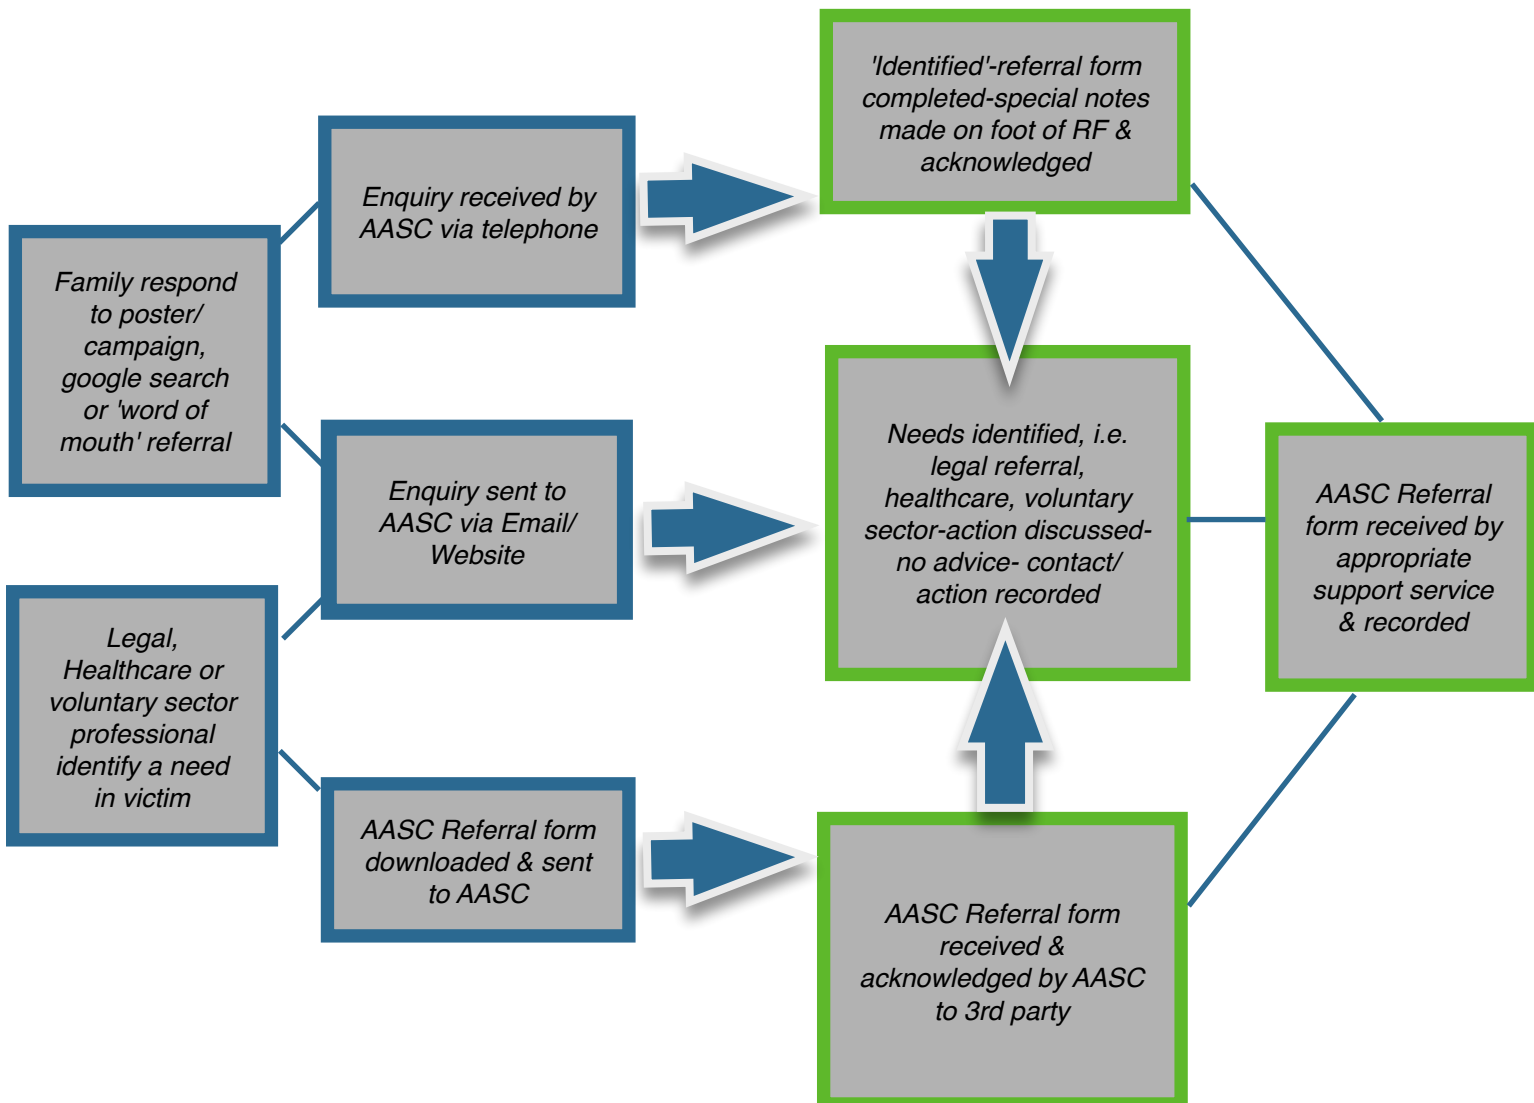 'Identified'-referral form
completed-special notes
made on foot of RF &
acknowledged
Enquiry received by
AASC via telephone
Family respond
to poster/
campaign,
google search
or 'word of
mouth' referral
Enquiry sent to
AASC via Email/
Website
Needs identified, i.e.
legal referral,
healthcare, voluntary
sector-action discussed-
no advice- contact/
action recorded
AASC Referral
form received by
appropriate
support service
& recorded
Legal,
Healthcare or
voluntary sector
professional
identify a need
in victim
AASC Referral form
downloaded & sent
to AASC
AASC Referral form
received &
acknowledged by AASC
to 3rd party